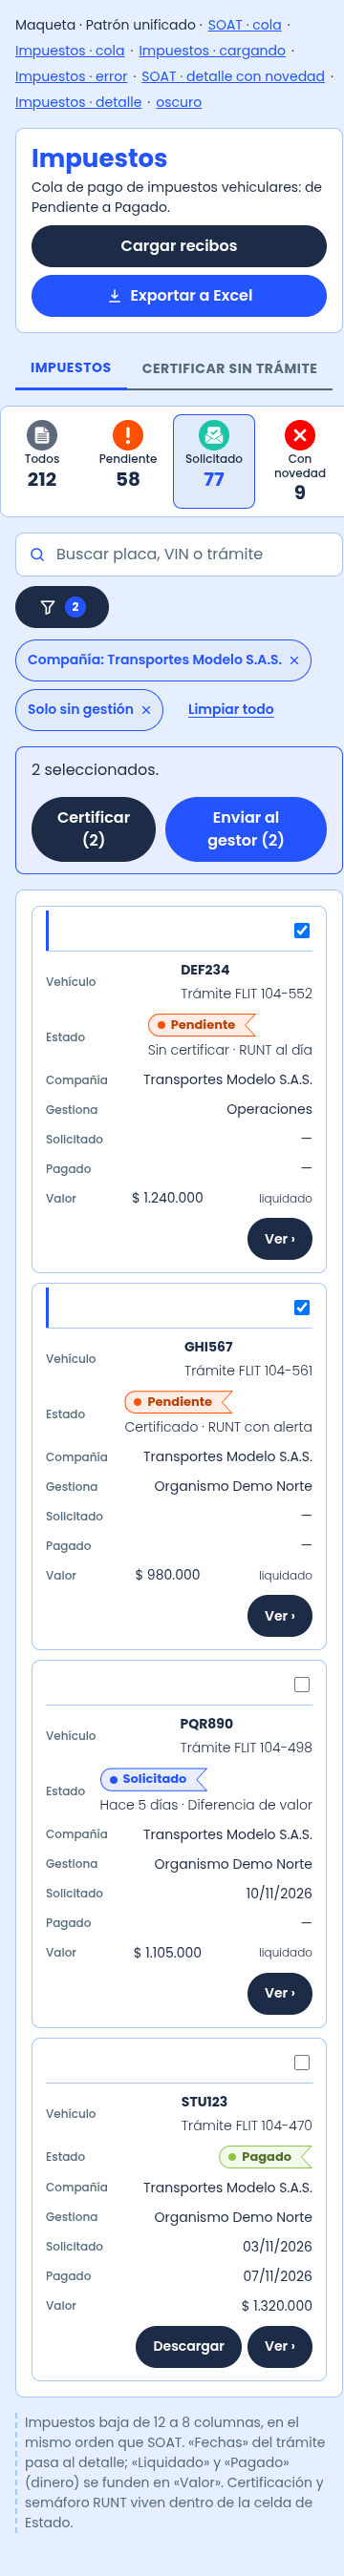 Maqueta · Patrón unificado · SOAT · cola ·
Impuestos · cola · Impuestos · cargando ·
Impuestos · error · SOAT · detalle con novedad ·
Impuestos · detalle · oscuro
Impuestos
Cola de pago de impuestos vehiculares: de
Pendiente a Pagado.
Cargar recibos
Exportar a Excel
IMPUESTOS
CERTIFICAR SIN TRÁMITE
Todos
212
Pendiente
58
Solicitado
77
Con
novedad
9
Buscar placa, VIN o trámite
2
Compañía: Transportes Modelo S.A.S. ×
Solo sin gestión ×
Limpiar todo
2 seleccionados.
Certificar
(2)
Enviar al
gestor (2)
Vehículo
DEF234
Trámite FLIT 104-552
Estado
Pendiente
Sin certificar · RUNT al día
Compañía Transportes Modelo S.A.S.
Gestiona Operaciones
Solicitado —
Pagado —
Valor $ 1.240.000 liquidado
Ver ›
Vehículo
GHI567
Trámite FLIT 104-561
Estado
Pendiente
Certificado · RUNT con alerta
Compañía Transportes Modelo S.A.S.
Gestiona Organismo Demo Norte
Solicitado —
Pagado —
Valor $ 980.000 liquidado
Ver ›
Vehículo
PQR890
Trámite FLIT 104-498
Estado
Solicitado
Hace 5 días · Diferencia de valor
Compañía Transportes Modelo S.A.S.
Gestiona Organismo Demo Norte
Solicitado 10/11/2026
Pagado —
Valor $ 1.105.000 liquidado
Ver ›
Vehículo
STU123
Trámite FLIT 104-470
Estado Pagado
Compañía Transportes Modelo S.A.S.
Gestiona Organismo Demo Norte
Solicitado 03/11/2026
Pagado 07/11/2026
Valor $ 1.320.000
Descargar Ver ›
Impuestos baja de 12 a 8 columnas, en el
mismo orden que SOAT. «Fechas» del trámite
pasa al detalle; «Liquidado» y «Pagado»
(dinero) se funden en «Valor». Certificación y
semáforo RUNT viven dentro de la celda de
Estado.